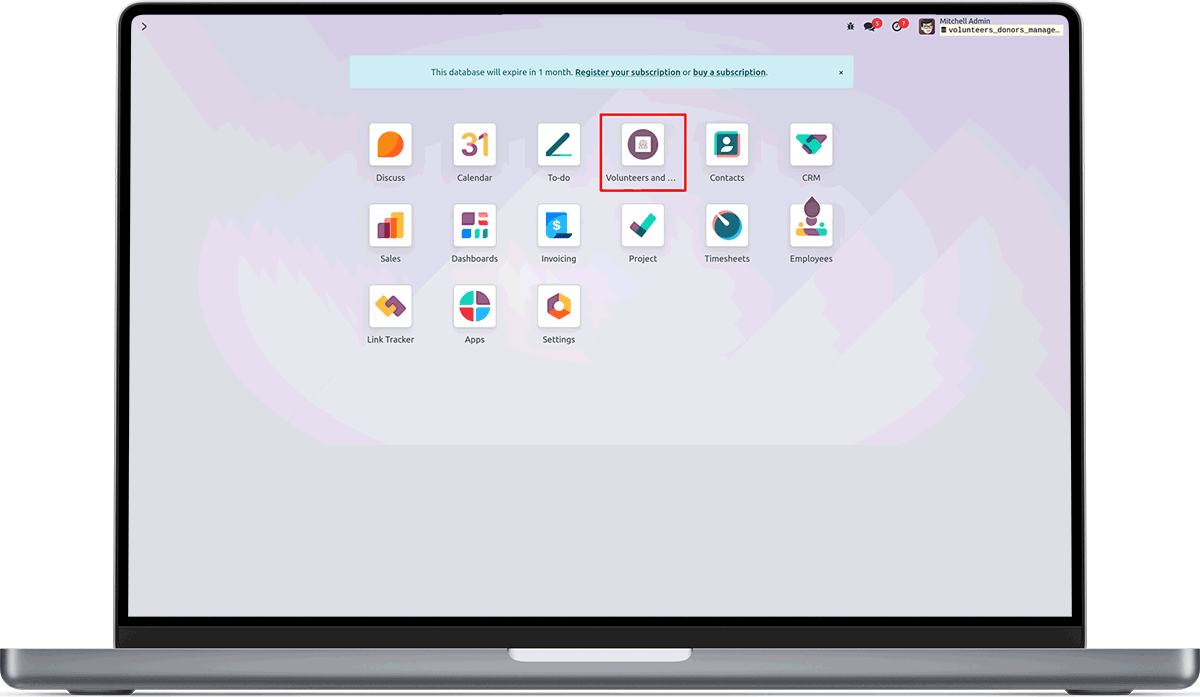 5
7
Mitchell Admin
volunteers_donors_manage...
This database will expire in 1 month. Register your subscription or buy a subscription.
×
31
Discuss
Calendar
To-do
Volunteers and ...
Contacts
CRM
$
Sales
Dashboards
Invoicing
Project
Timesheets
Employees
Link Tracker
Apps
Settings